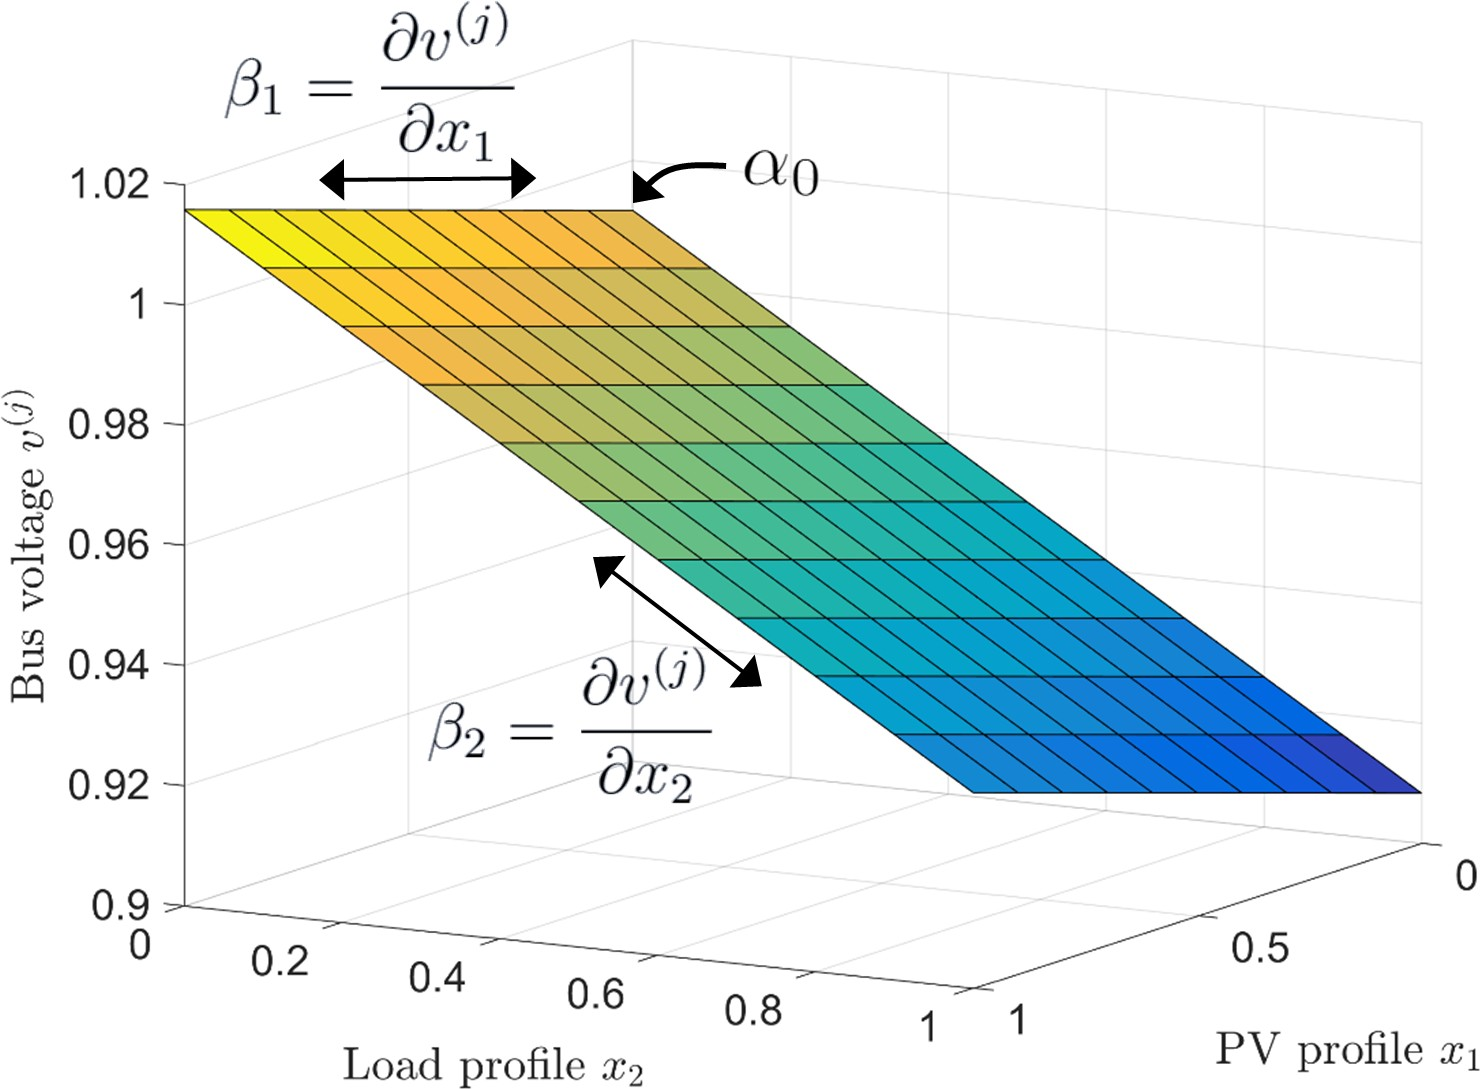 β₁ = ∂v⁽ʲ⁾/∂x₁
α₀
1.02
1
0.98
0.96
0.94
0.92
0.9
Bus voltage v⁽ʲ⁾
β₂ = ∂v⁽ʲ⁾/∂x₂
0
0.2
0.4
0.6
0.8
1
Load profile x₂
0
0.5
1
PV profile x₁